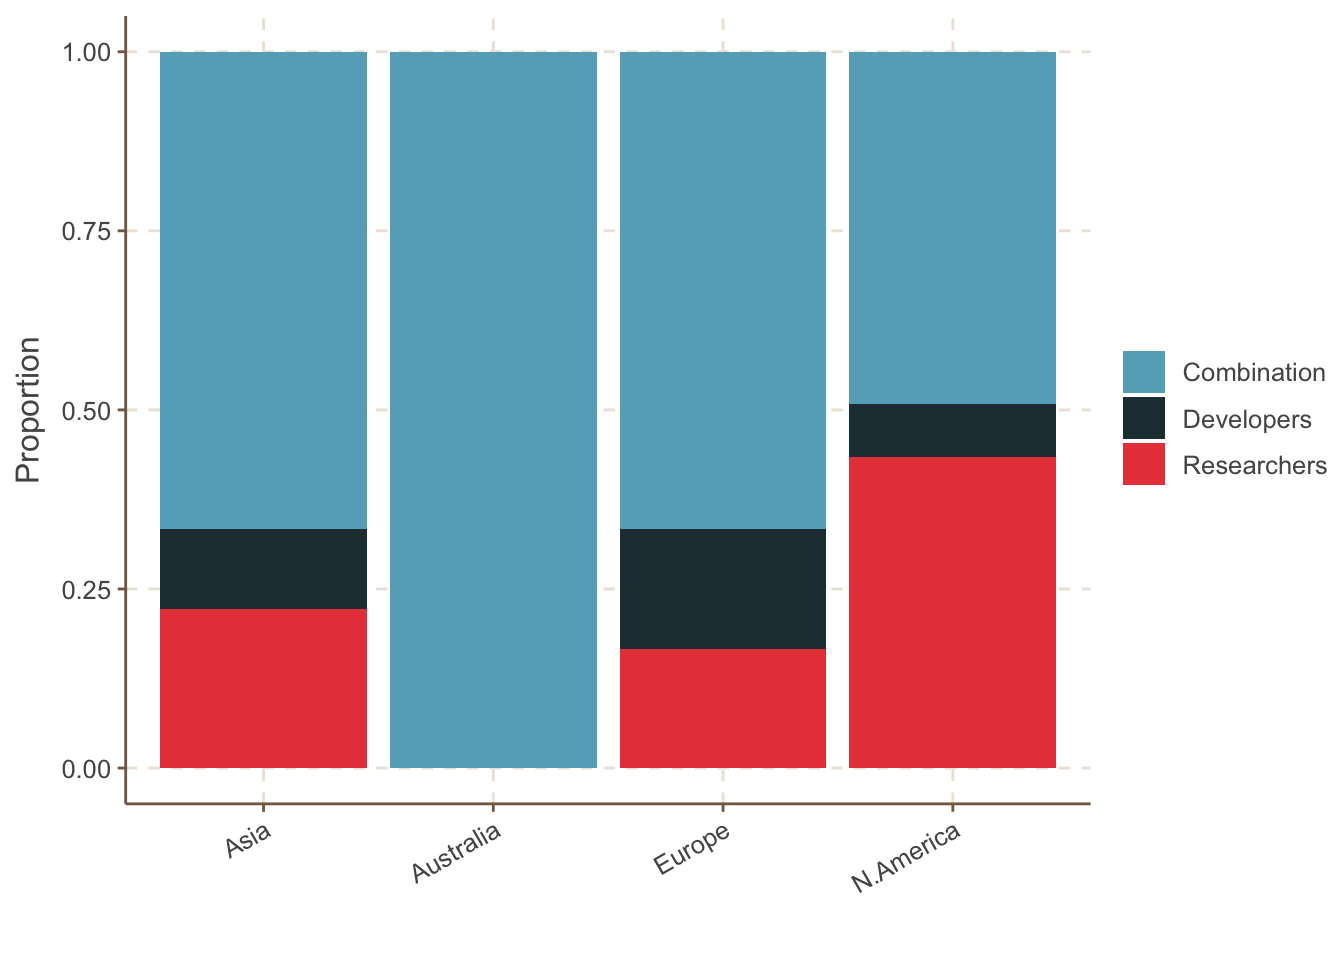 1.00
0.75
0.50
0.25
0.00
Proportion
Asia
Australia
Europe
N.America
Combination
Developers
Researchers